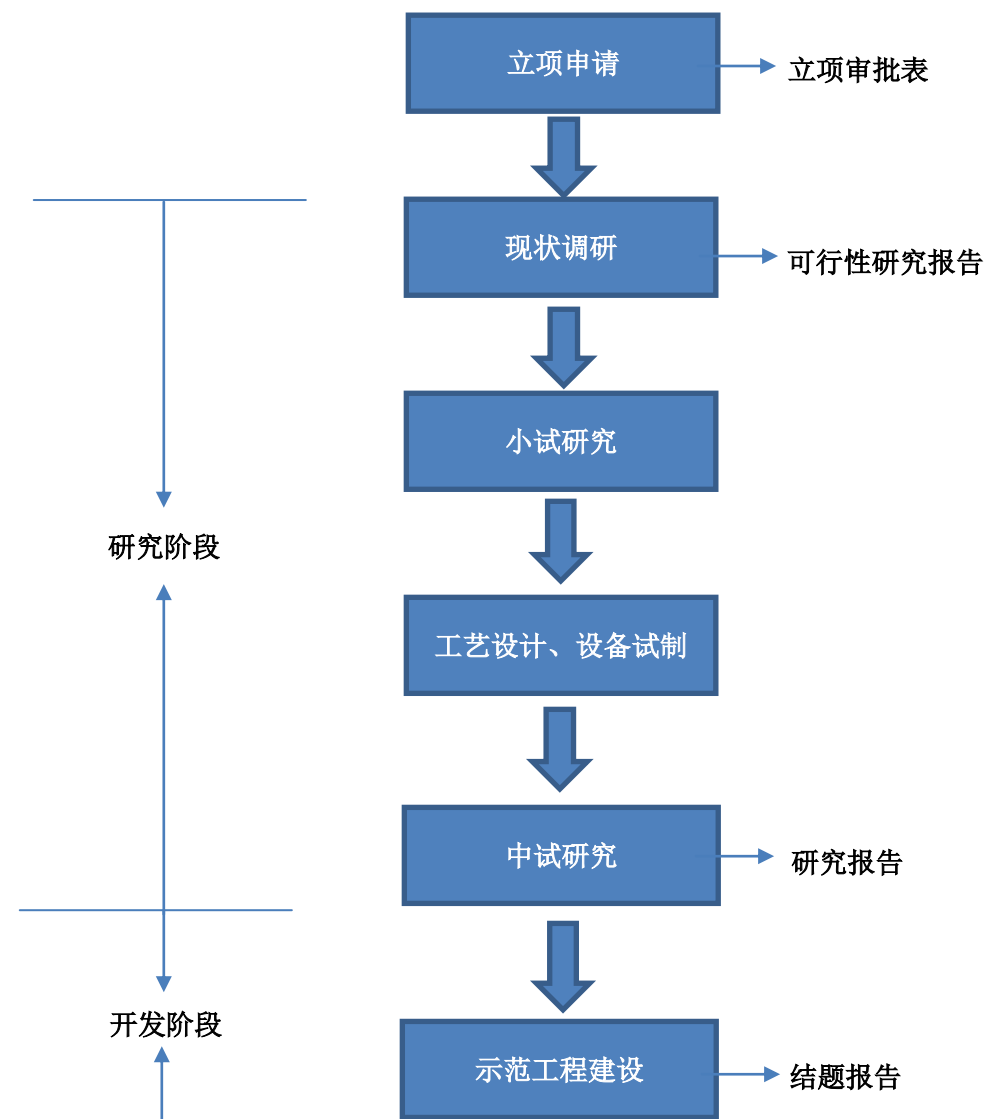 立项申请
立项审批表
现状调研
可行性研究报告
小试研究
研究阶段
工艺设计、设备试制
中试研究
研究报告
开发阶段
示范工程建设
结题报告